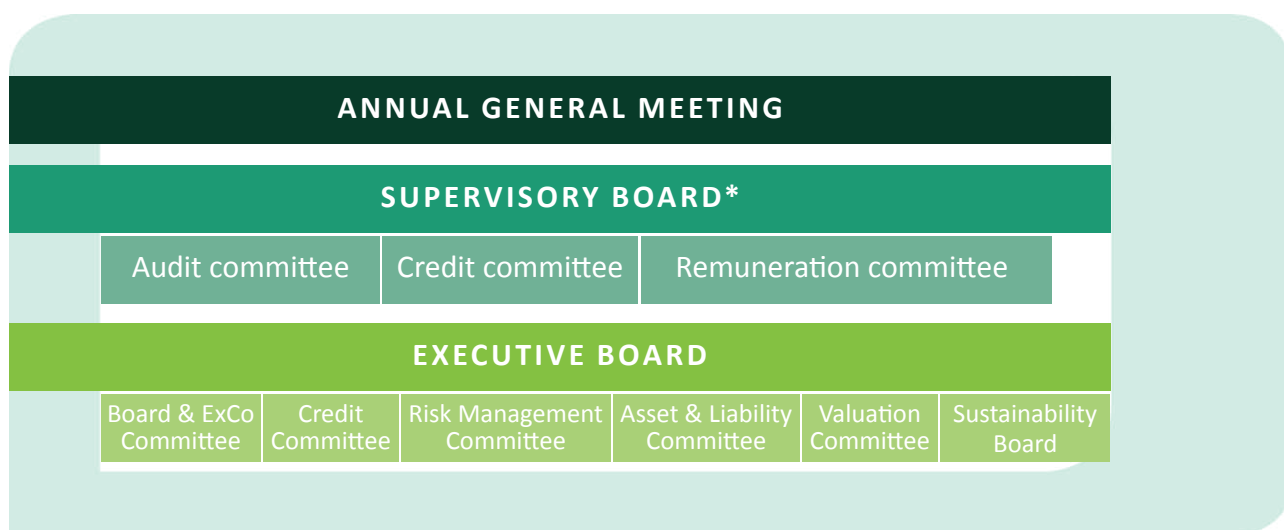 ANNUAL GENERAL MEETING
SUPERVISORY BOARD*
Audit committee
Credit committee
Remuneration committee
EXECUTIVE BOARD
Board & ExCo
Committee
Credit
Committee
Risk Management
Committee
Asset & Liability
Committee
Valuation
Committee
Sustainability
Board